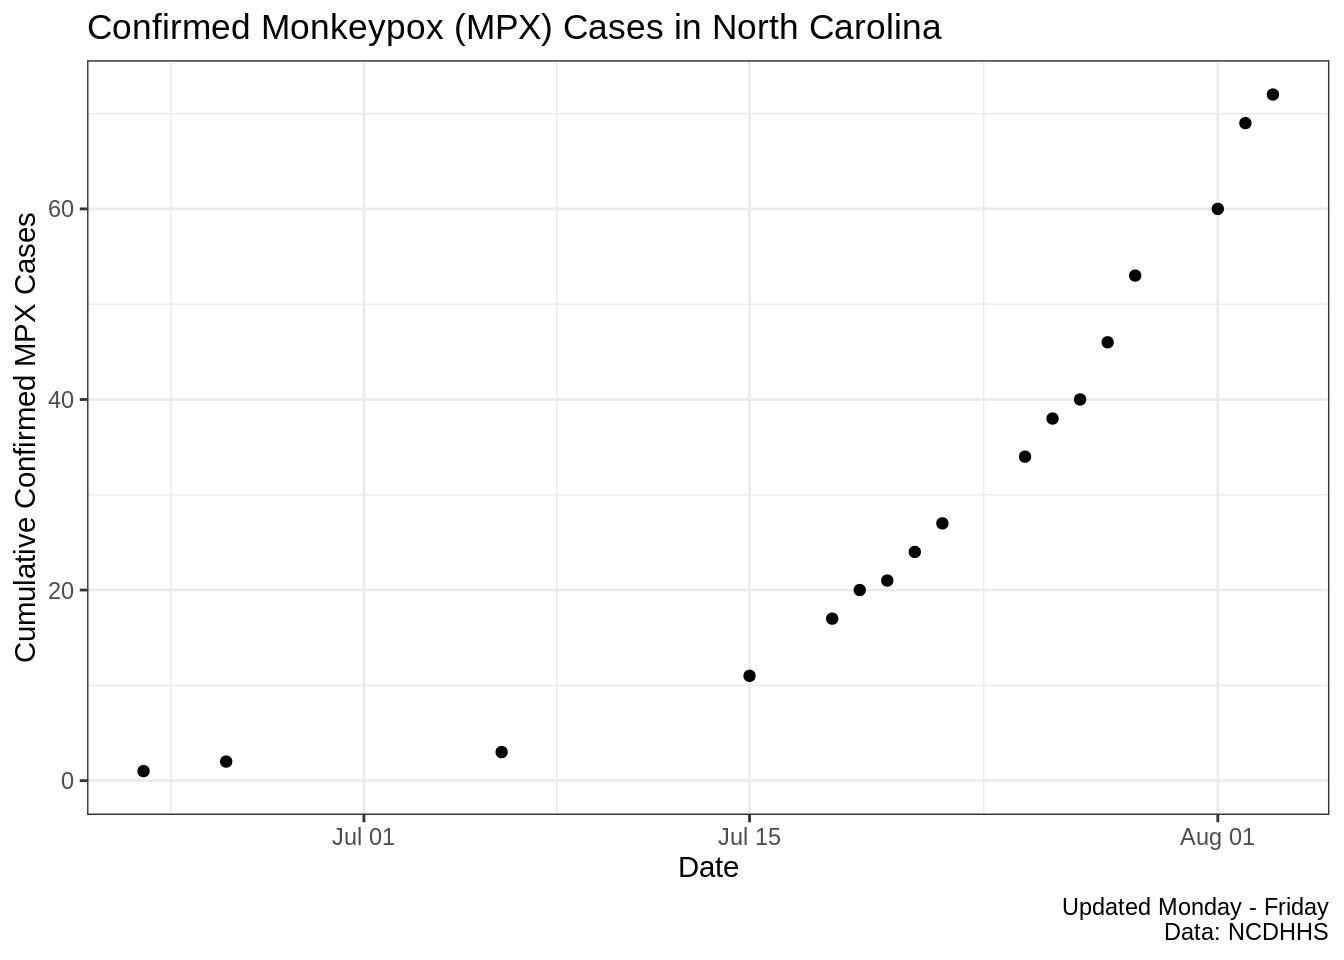 Confirmed Monkeypox (MPX) Cases in North Carolina
Cumulative Confirmed MPX Cases
60
40
20
0
Jul 01
Jul 15
Aug 01
Date
Updated Monday - Friday
Data: NCDHHS